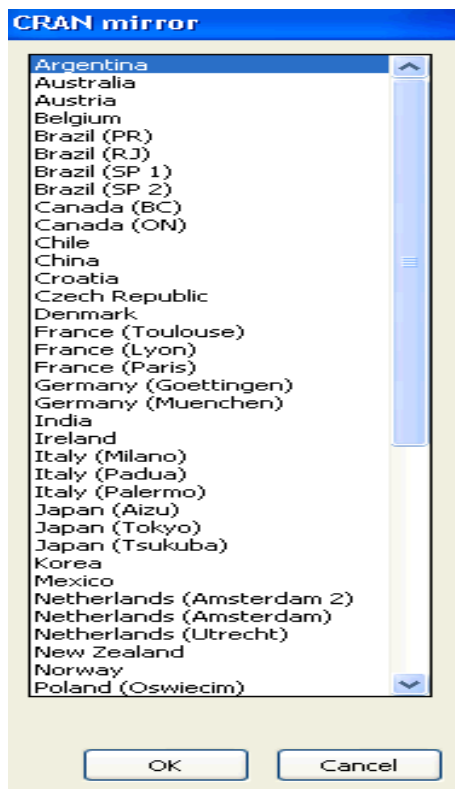 CRAN mirror
Argentina
Australia
Austria
Belgium
Brazil (PR)
Brazil (RJ)
Brazil (SP 1)
Brazil (SP 2)
Canada (BC)
Canada (ON)
Chile
China
Croatia
Czech Republic
Denmark
France (Toulouse)
France (Lyon)
France (Paris)
Germany (Goettingen)
Germany (Muenchen)
India
Ireland
Italy (Milano)
Italy (Padua)
Italy (Palermo)
Japan (Aizu)
Japan (Tokyo)
Japan (Tsukuba)
Korea
Mexico
Netherlands (Amsterdam 2)
Netherlands (Amsterdam)
Netherlands (Utrecht)
New Zealand
Norway
Poland (Oswiecim)
OK Cancel